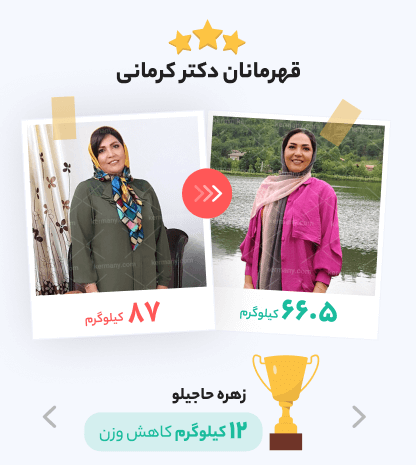 قهرمانان دکتر کرمانی
۸۷ کیلوگرم
۶۶.۵ کیلوگرم
زهره حاجیلو
۱۲ کیلوگرم کاهش وزن